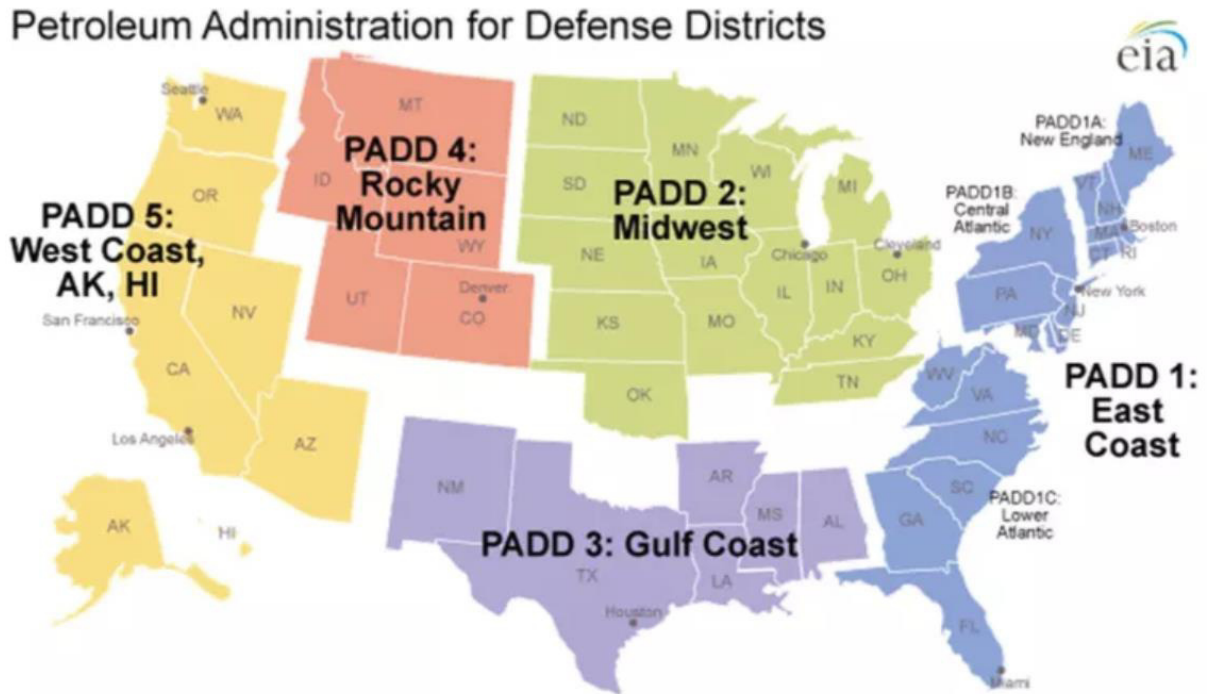 Petroleum Administration for Defense Districts
eia
Seattle
WA
MT
ND
MN
PADD1A:
New England
ME
PADD 4:
Rocky
Mountain
ID
OR
SD
WI
MI
PADD 2:
Midwest
VT
NH
PADD1B:
Central
Atlantic
NY
MA
Boston
CT
RI
PADD 5:
West Coast,
AK, HI
WY
NE
IA
Chicago
Cleveland
OH
IL
IN
PA
New York
NJ
San Francisco
NV
UT
Denver
CO
KS
MO
KY
MD
DE
CA
OK
TN
WV
VA
PADD 1:
East
Coast
Los Angeles
AZ
NC
NM
AR
SC
PADD1C:
Lower
Atlantic
AK
HI
MS
AL
GA
PADD 3: Gulf Coast
TX
LA
Houston
FL
Miami